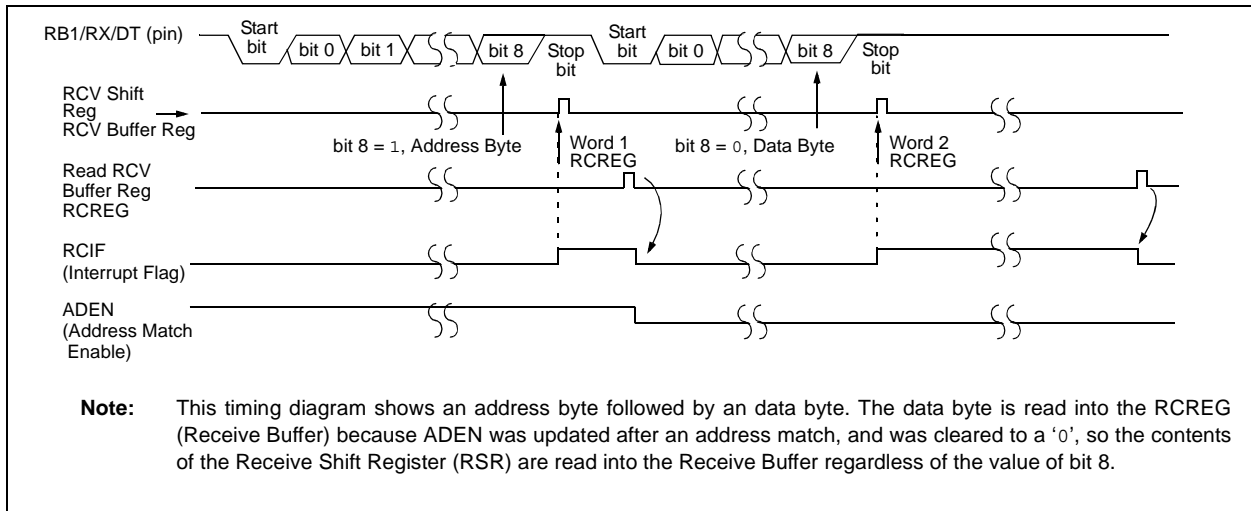 RB1/RX/DT (pin)
Start bit
bit 0
bit 1
bit 8
Stop bit
Start bit
bit 0
bit 8
Stop bit
RCV Shift
Reg
RCV Buffer Reg
bit 8 = 1, Address Byte
Word 1
RCREG
bit 8 = 0, Data Byte
Word 2
RCREG
Read RCV
Buffer Reg
RCREG
RCIF
(Interrupt Flag)
ADEN
(Address Match
Enable)
Note: This timing diagram shows an address byte followed by an data byte. The data byte is read into the RCREG
(Receive Buffer) because ADEN was updated after an address match, and was cleared to a ‘0’, so the contents
of the Receive Shift Register (RSR) are read into the Receive Buffer regardless of the value of bit 8.